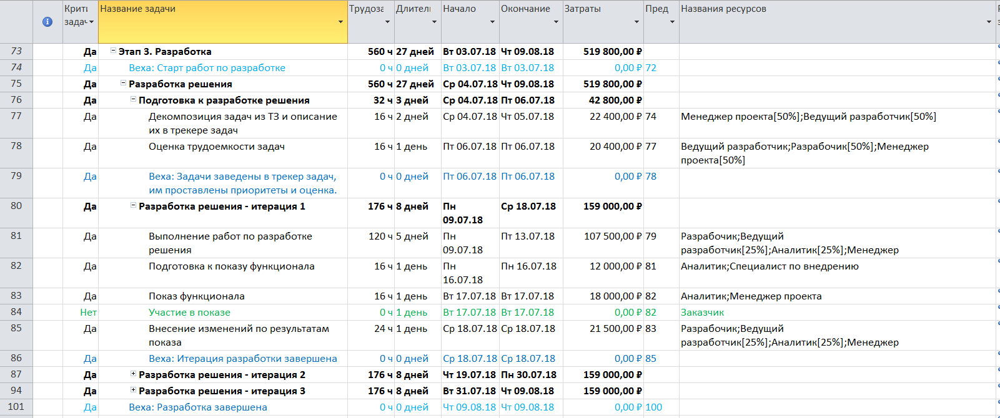 Крити Название задачи Трудоза Длителн Начало Окончание Затраты Пред Названия ресурсов
задач
73 Да Этап 3. Разработка 560 ч 27 дней Вт 03.07.18 Чт 09.08.18 519 800,00 ₽
74 Да Веха: Старт работ по разработке 0 ч 0 дней Вт 03.07.18 Вт 03.07.18 0,00 ₽ 72
75 Да Разработка решения 560 ч 27 дней Ср 04.07.18 Чт 09.08.18 519 800,00 ₽
76 Да Подготовка к разработке решения 32 ч 3 дней Ср 04.07.18 Пт 06.07.18 42 800,00 ₽
77 Да Декомпозиция задач из ТЗ и описание 16 ч 2 дней Ср 04.07.18 Чт 05.07.18 22 400,00 ₽ 74 Менеджер проекта[50%];Ведущий разработчик[50%]
их в трекере задач
78 Да Оценка трудоемкости задач 16 ч 1 день Пт 06.07.18 Пт 06.07.18 20 400,00 ₽ 77 Ведущий разработчик;Разрабочик[50%];Менеджер
проекта[50%]
79 Да Веха: Задачи заведены в трекер задач, 0 ч 0 дней Пт 06.07.18 Пт 06.07.18 0,00 ₽ 78
им проставлены приоритеты и оценка.
80 Да Разработка решения - итерация 1 176 ч 8 дней Пн Ср 18.07.18 159 000,00 ₽
09.07.18
81 Да Выполнение работ по разработке 120 ч 5 дней Пн Пт 13.07.18 107 500,00 ₽ 79 Разрабочик;Ведущий
решения 09.07.18 разработчик[25%];Аналитик[25%];Менеджер
82 Да Подготовка к показу функционала 16 ч 1 день Пн Пн 16.07.18 12 000,00 ₽ 81 Аналитик;Специалист по внедрению
16.07.18
83 Да Показ функционала 16 ч 1 день Вт 17.07.18 Вт 17.07.18 18 000,00 ₽ 82 Аналитик;Менеджер проекта
84 Нет Участие в показе 0 ч 1 день Вт 17.07.18 Вт 17.07.18 0,00 ₽ 82 Заказчик
85 Да Внесение изменений по результатам 24 ч 1 день Ср 18.07.18 Ср 18.07.18 21 500,00 ₽ 83 Разрабочик;Ведущий
показа разработчик[25%];Аналитик[25%];Менеджер
86 Да Веха: Итерация разработки завершена 0 ч 0 дней Ср 18.07.18 Ср 18.07.18 0,00 ₽ 85
87 Да Разработка решения - итерация 2 176 ч 8 дней Чт 19.07.18 Пн 30.07.18 159 000,00 ₽
94 Да Разработка решения - итерация 3 176 ч 8 дней Вт 31.07.18 Чт 09.08.18 159 000,00 ₽
101 Да Веха: Разработка завершена 0 ч 0 дней Чт 09.08.18 Чт 09.08.18 0,00 ₽ 100